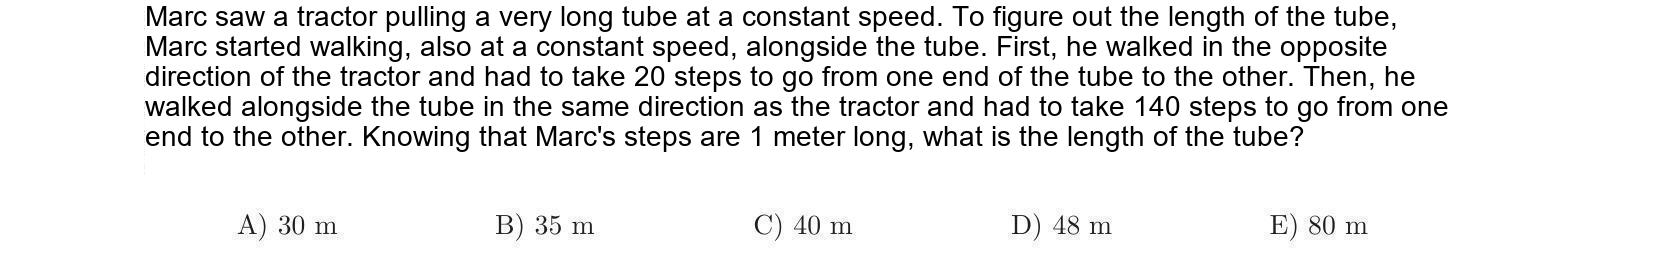 Marc saw a tractor pulling a very long tube at a constant speed. To figure out the length of the tube,
Marc started walking, also at a constant speed, alongside the tube. First, he walked in the opposite
direction of the tractor and had to take 20 steps to go from one end of the tube to the other. Then, he
walked alongside the tube in the same direction as the tractor and had to take 140 steps to go from one
end to the other. Knowing that Marc's steps are 1 meter long, what is the length of the tube?
A) 30 m B) 35 m C) 40 m D) 48 m E) 80 m